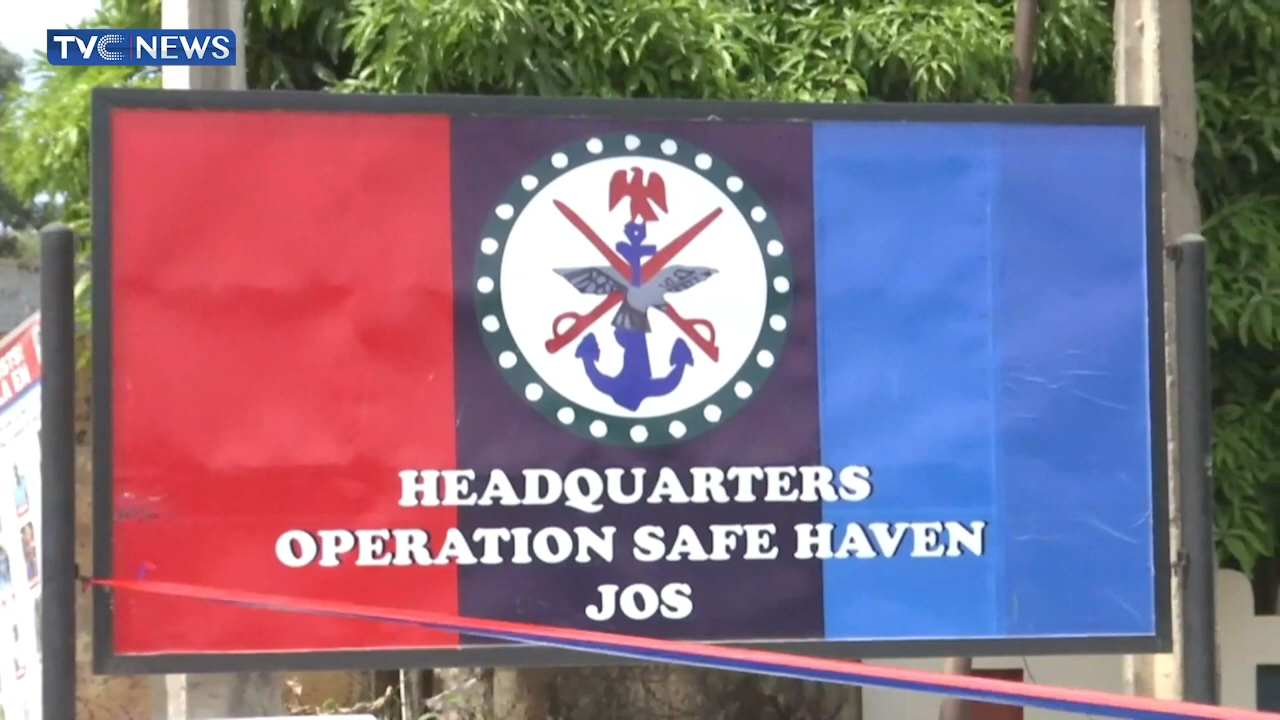 TVC NEWS
HEADQUARTERS
OPERATION SAFE HAVEN
JOS